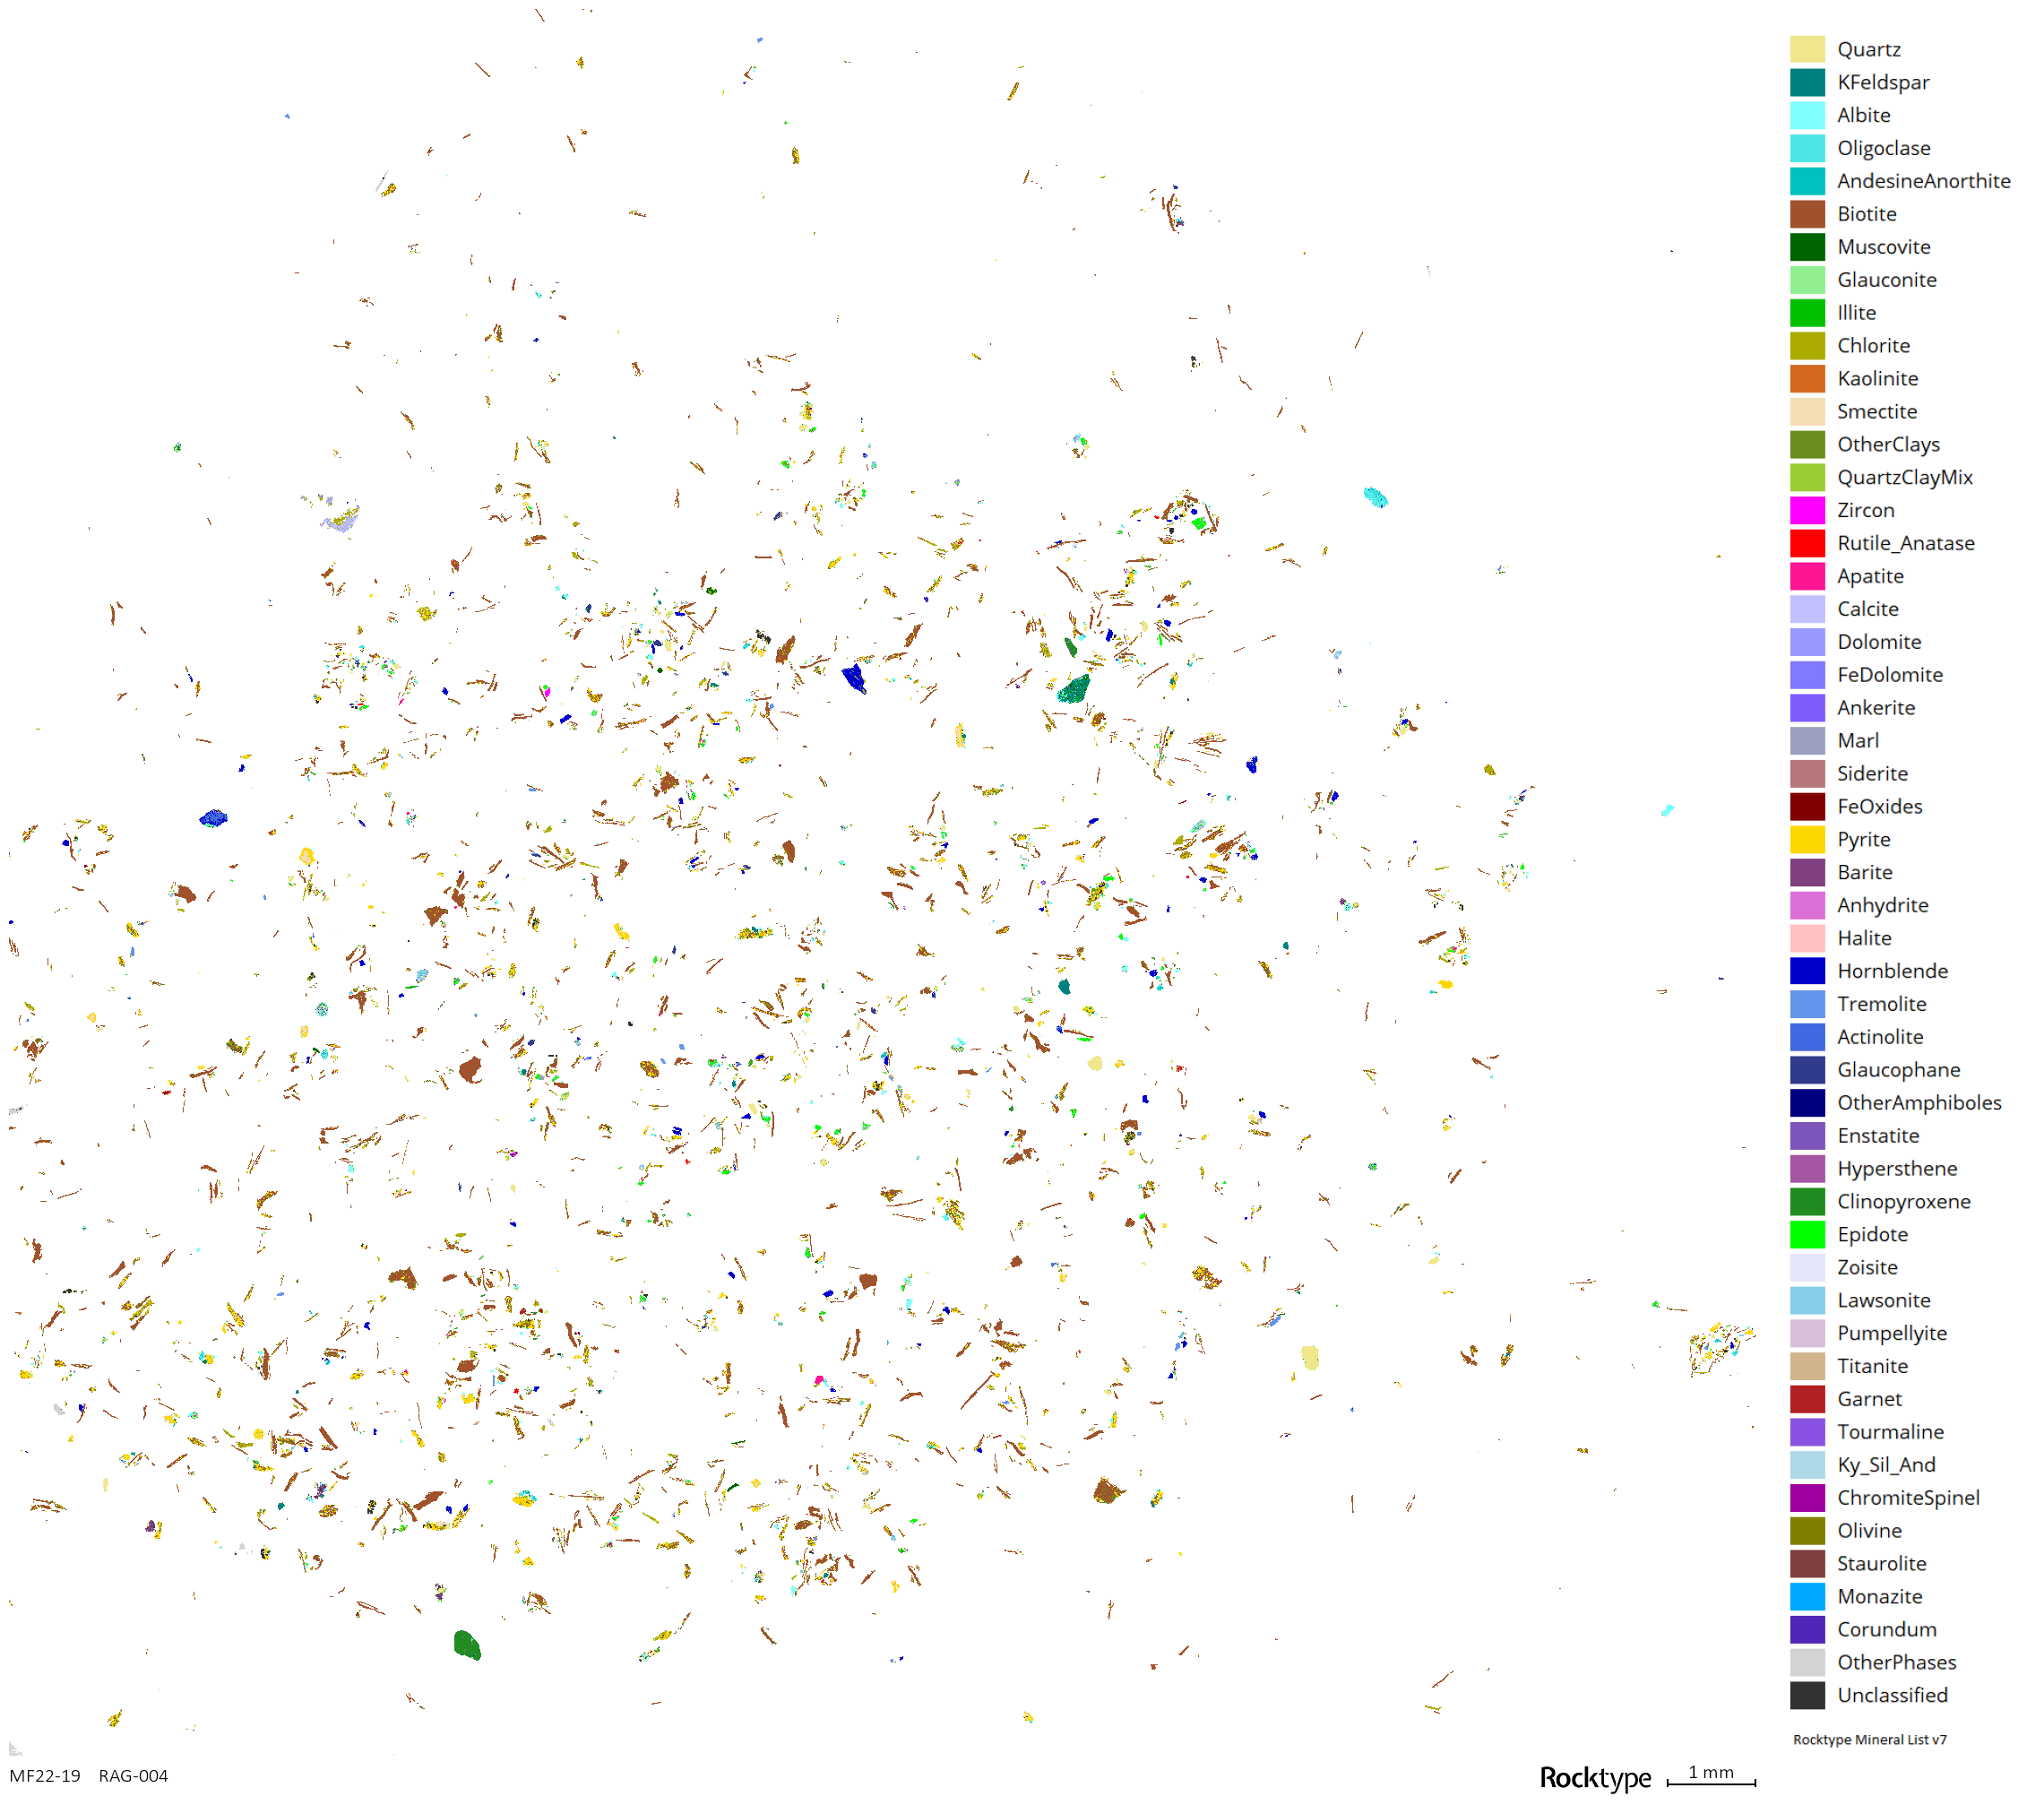 Quartz
KFeldspar
Albite
Oligoclase
AndesineAnorthite
Biotite
Muscovite
Glauconite
Illite
Chlorite
Kaolinite
Smectite
OtherClays
QuartzClayMix
Zircon
Rutile_Anatase
Apatite
Calcite
Dolomite
FeDolomite
Ankerite
Marl
Siderite
FeOxides
Pyrite
Barite
Anhydrite
Halite
Hornblende
Tremolite
Actinolite
Glaucophane
OtherAmphiboles
Enstatite
Hypersthene
Clinopyroxene
Epidote
Zoisite
Lawsonite
Pumpellyite
Titanite
Garnet
Tourmaline
Ky_Sil_And
ChromiteSpinel
Olivine
Staurolite
Monazite
Corundum
OtherPhases
Unclassified
Rocktype Mineral List v7
MF22-19 RAG-004
Rocktype 1 mm